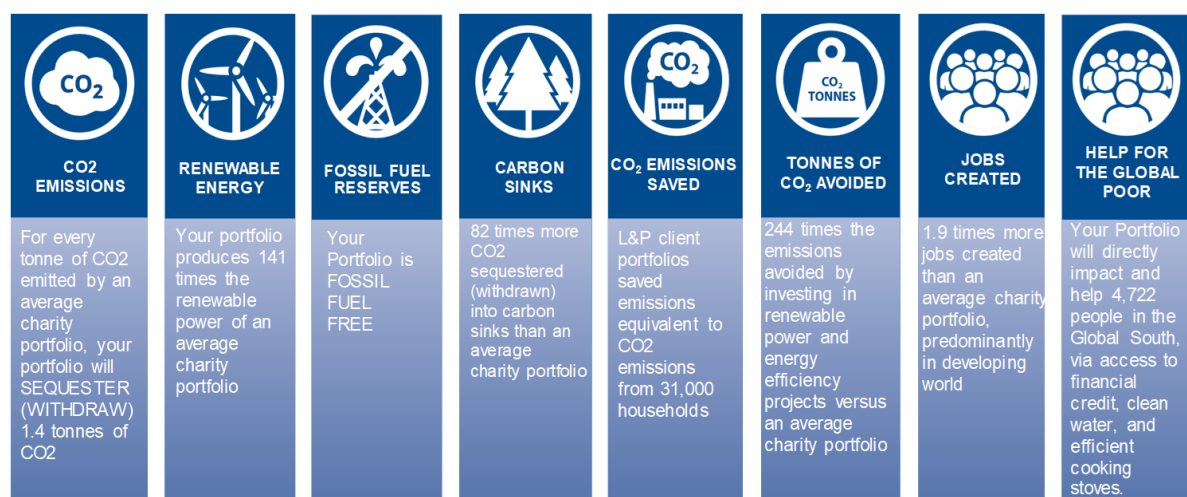 CO2
CO2
EMISSIONS
For every
tonne of CO2
emitted by an
average
charity
portfolio, your
portfolio will
SEQUESTER
(WITHDRAW)
1.4 tonnes of
CO2
RENEWABLE
ENERGY
Your portfolio
produces 141
times the
renewable
power of an
average
charity
portfolio
FOSSIL FUEL
RESERVES
Your
Portfolio is
FOSSIL
FUEL
FREE
CARBON
SINKS
82 times more
CO2
sequestered
(withdrawn)
into carbon
sinks than an
average
charity portfolio
CO2
CO2 EMISSIONS
SAVED
L&P client
portfolios
saved
emissions
equivalent to
CO2
emissions
from 31,000
households
CO2
TONNES
TONNES OF
CO2 AVOIDED
244 times the
emissions
avoided by
investing in
renewable
power and
energy
efficiency
projects versus
an average
charity portfolio
JOBS
CREATED
1.9 times more
jobs created
than an
average charity
portfolio,
predominantly
in developing
world
HELP FOR
THE GLOBAL
POOR
Your Portfolio
will directly
impact and
help 4,722
people in the
Global South,
via access to
financial
credit, clean
water, and
efficient
cooking
stoves.